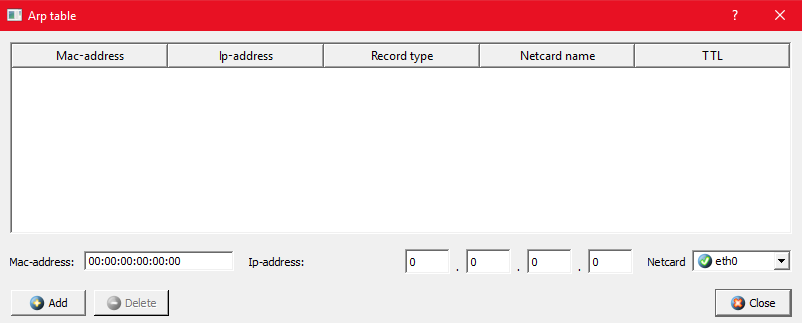 Arp table ?
Mac-address Ip-address Record type Netcard name TTL
Mac-address: 00:00:00:00:00:00 Ip-address: 0 . 0 . 0 . 0 Netcard eth0
Add Delete Close